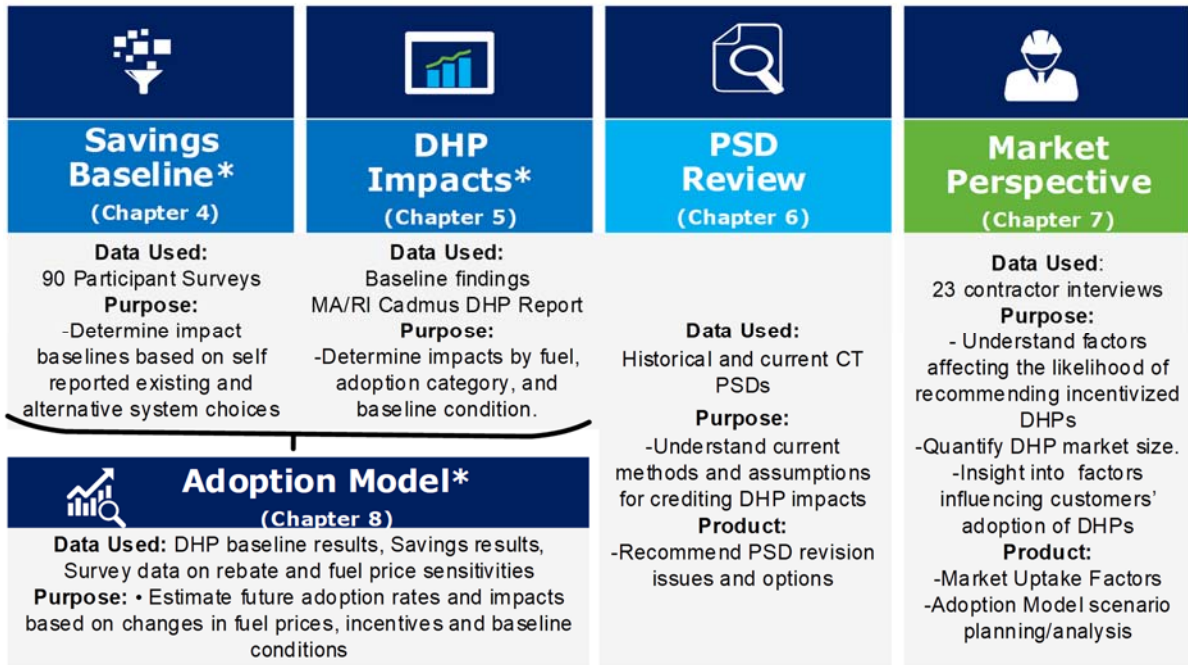 Savings
Baseline*
(Chapter 4)
Data Used:
90 Participant Surveys
Purpose:
-Determine impact
baselines based on self
reported existing and
alternative system choices
DHP
Impacts*
(Chapter 5)
Data Used:
Baseline findings
MA/RI Cadmus DHP Report
Purpose:
-Determine impacts by fuel,
adoption category, and
baseline condition.
Adoption Model*
(Chapter 8)
Data Used: DHP baseline results, Savings results,
Survey data on rebate and fuel price sensitivities
Purpose: • Estimate future adoption rates and impacts
based on changes in fuel prices, incentives and baseline
conditions
PSD
Review
(Chapter 6)
Data Used:
Historical and current CT
PSDs
Purpose:
-Understand current
methods and assumptions
for crediting DHP impacts
Product:
-Recommend PSD revision
issues and options
Market
Perspective
(Chapter 7)
Data Used:
23 contractor interviews
Purpose:
- Understand factors
affecting the likelihood of
recommending incentivized
DHPs
-Quantify DHP market size.
-Insight into factors
influencing customers'
adoption of DHPs
Product:
-Market Uptake Factors
-Adoption Model scenario
planning/analysis